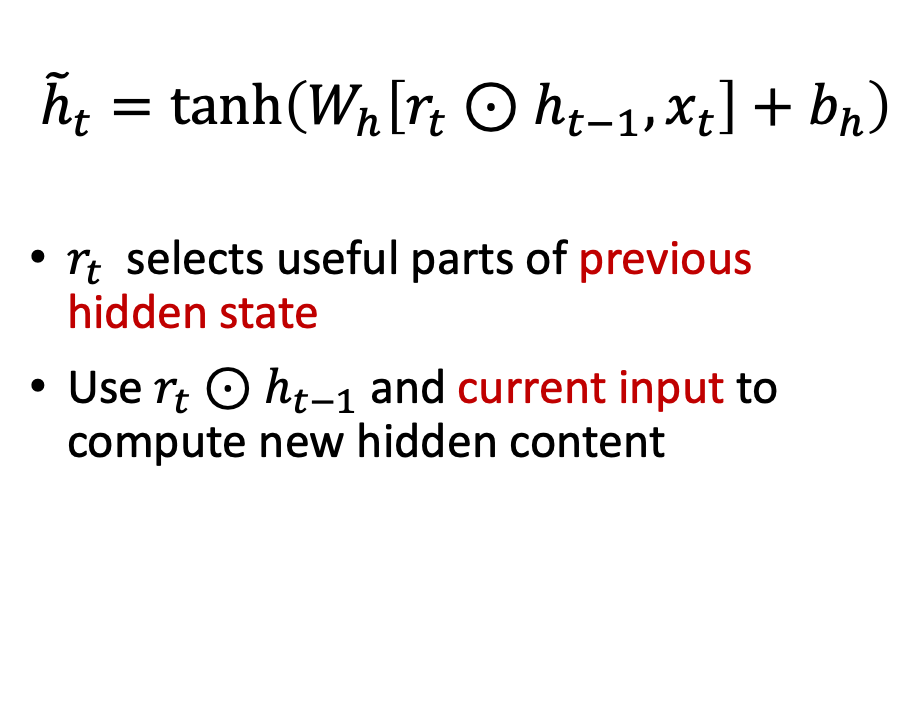 h̃ₜ = tanh(Wₕ[rₜ ⊙ hₜ₋₁, xₜ] + bₕ)
• rₜ selects useful parts of previous
hidden state
• Use rₜ ⊙ hₜ₋₁ and current input to
compute new hidden content